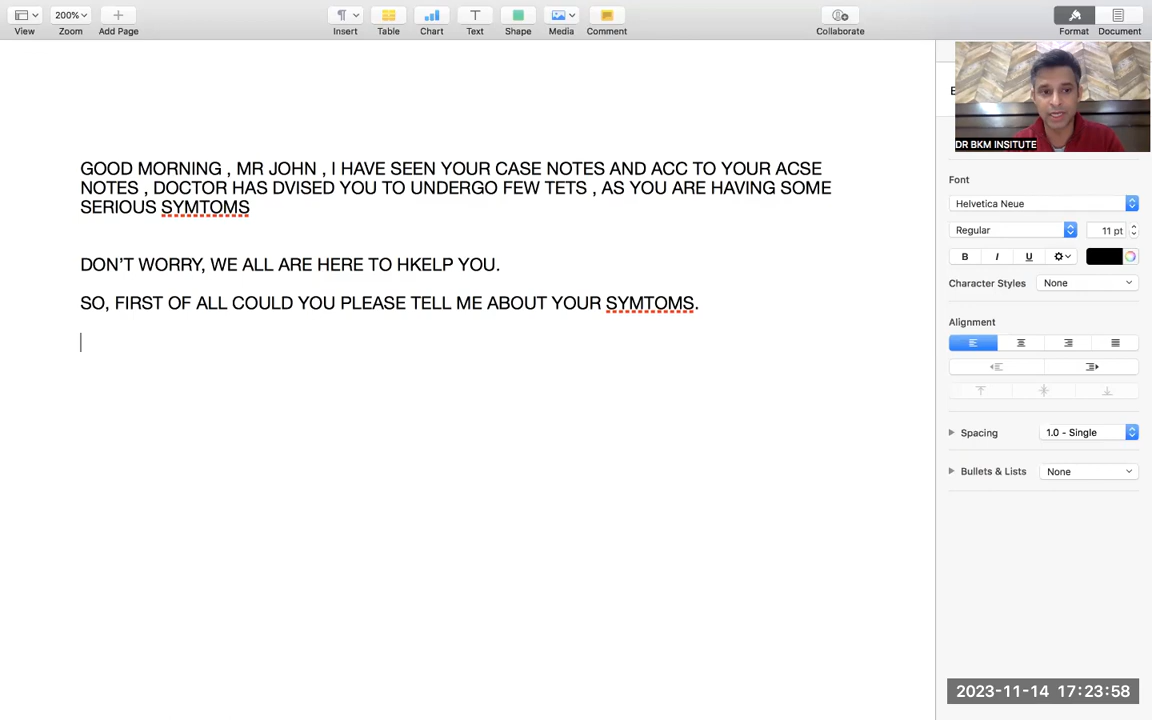 View
200%
Zoom
Add Page
Insert
Table
Chart
Text
Shape
Media
Comment
Collaborate
Format
Document
DR BKM INSITUTE
GOOD MORNING , MR JOHN , I HAVE SEEN YOUR CASE NOTES AND ACC TO YOUR ACSE
NOTES , DOCTOR HAS DVISED YOU TO UNDERGO FEW TETS , AS YOU ARE HAVING SOME
SERIOUS SYMTOMS
DON'T WORRY, WE ALL ARE HERE TO HKELP YOU.
SO, FIRST OF ALL COULD YOU PLEASE TELL ME ABOUT YOUR SYMTOMS.
Font
Helvetica Neue
Regular
11 pt
B I U
Character Styles None
Alignment
Spacing 1.0 - Single
Bullets & Lists None
2023-11-14 17:23:58